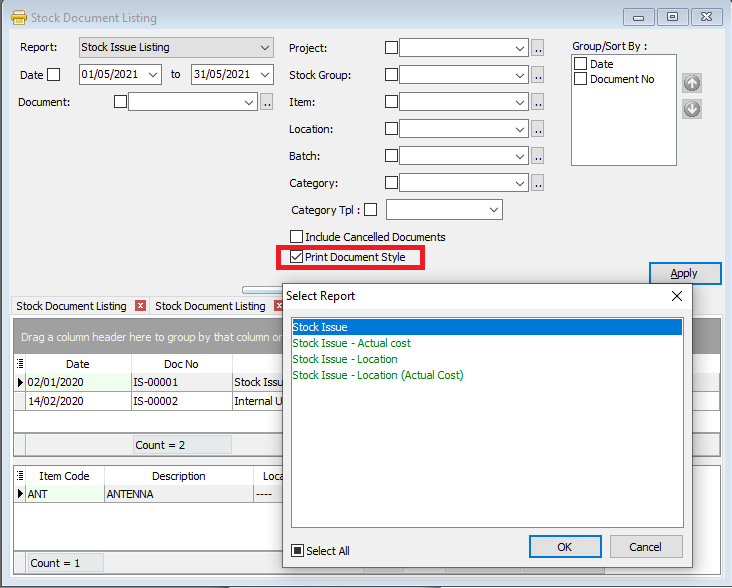 Stock Document Listing
Report: Stock Issue Listing
Date 01/05/2021 to 31/05/2021
Document: ..
Project: ..
Stock Group: ..
Item: ..
Location: ..
Batch: ..
Category: ..
Category Tpl :
Include Cancelled Documents
Print Document Style
Group/Sort By :
Date
Document No
Apply
Stock Document Listing Stock Document Listing
Drag a column header here to group by that column or
Date Doc No
02/01/2020 IS-00001 Stock Issu
14/02/2020 IS-00002 Internal U
Count = 2
Item Code Description Loca
ANT ANTENNA ----
Count = 1
Select Report
Stock Issue
Stock Issue - Actual cost
Stock Issue - Location
Stock Issue - Location (Actual Cost)
Select All
OK Cancel